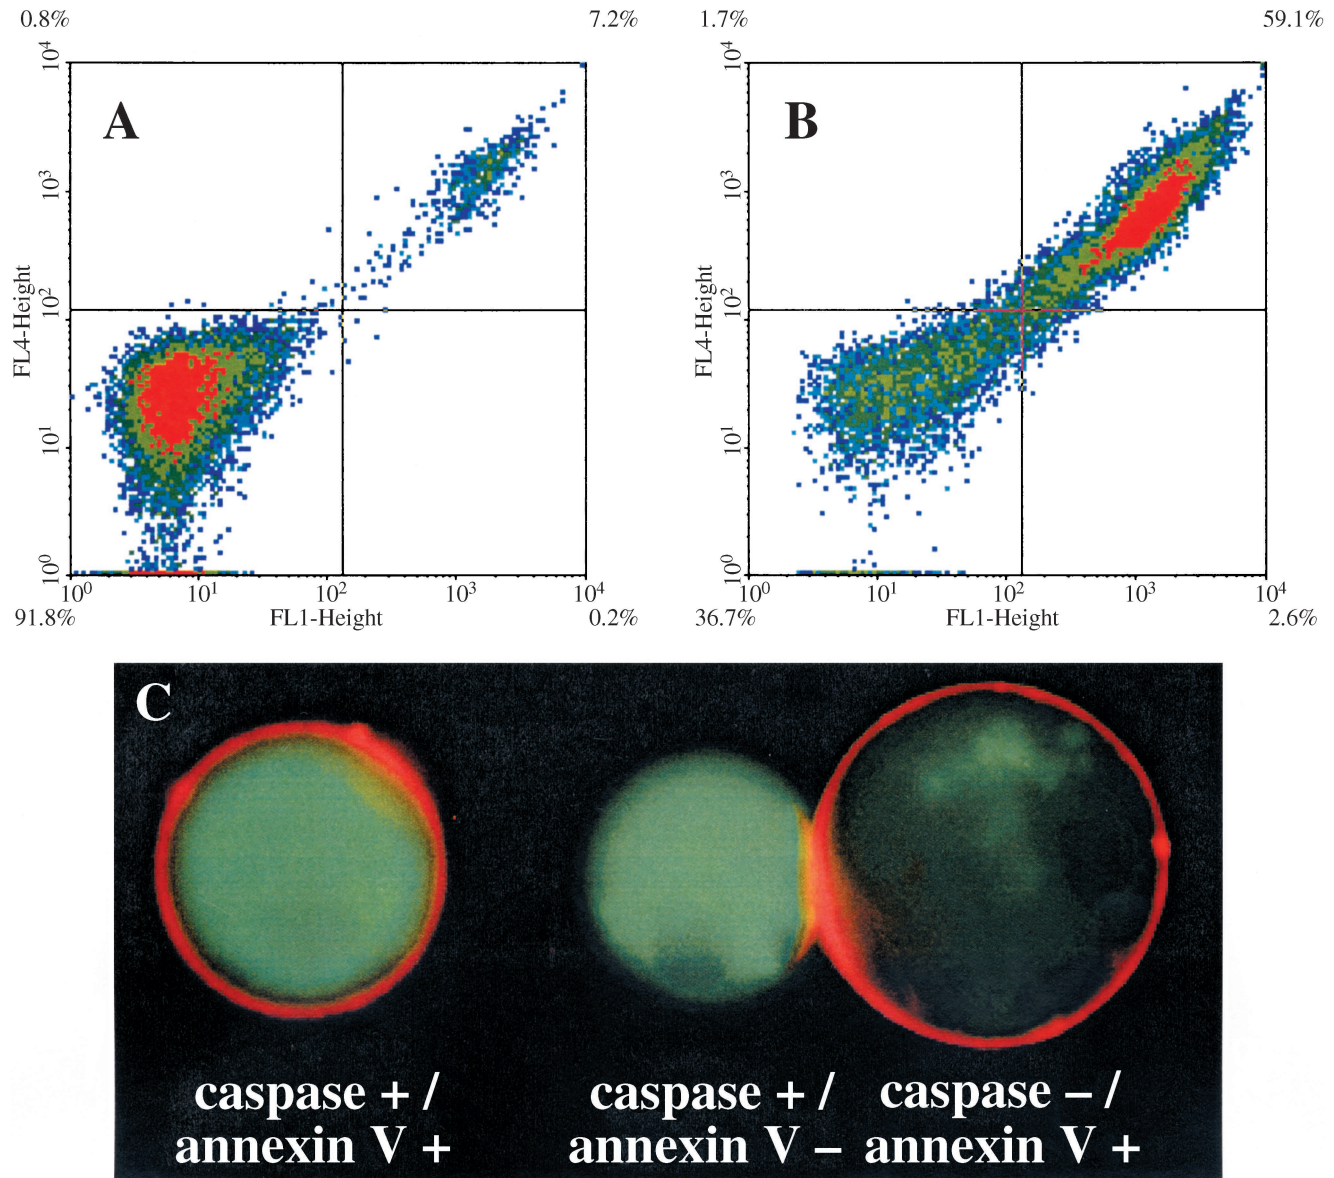 0.8% 7.2% 1.7% 59.1%
A B
10⁴ 10⁴
10³ 10³
FL4-Height FL4-Height
10² 10²
10¹ 10¹
10⁰ 10⁰
10⁰ 10¹ 10² 10³ 10⁴ 10⁰ 10¹ 10² 10³ 10⁴
91.8% FL1-Height 0.2% 36.7% FL1-Height 2.6%
C
caspase + / caspase + / caspase – /
annexin V + annexin V – annexin V +